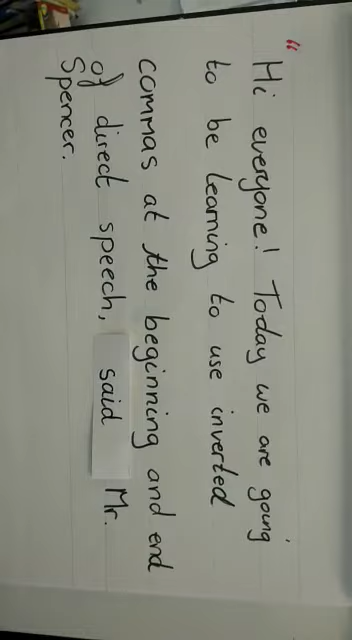 "Hi everyone! Today we are going
to be learning to use inverted
commas at the beginning and end
of direct speech, said Mr.
Spencer.